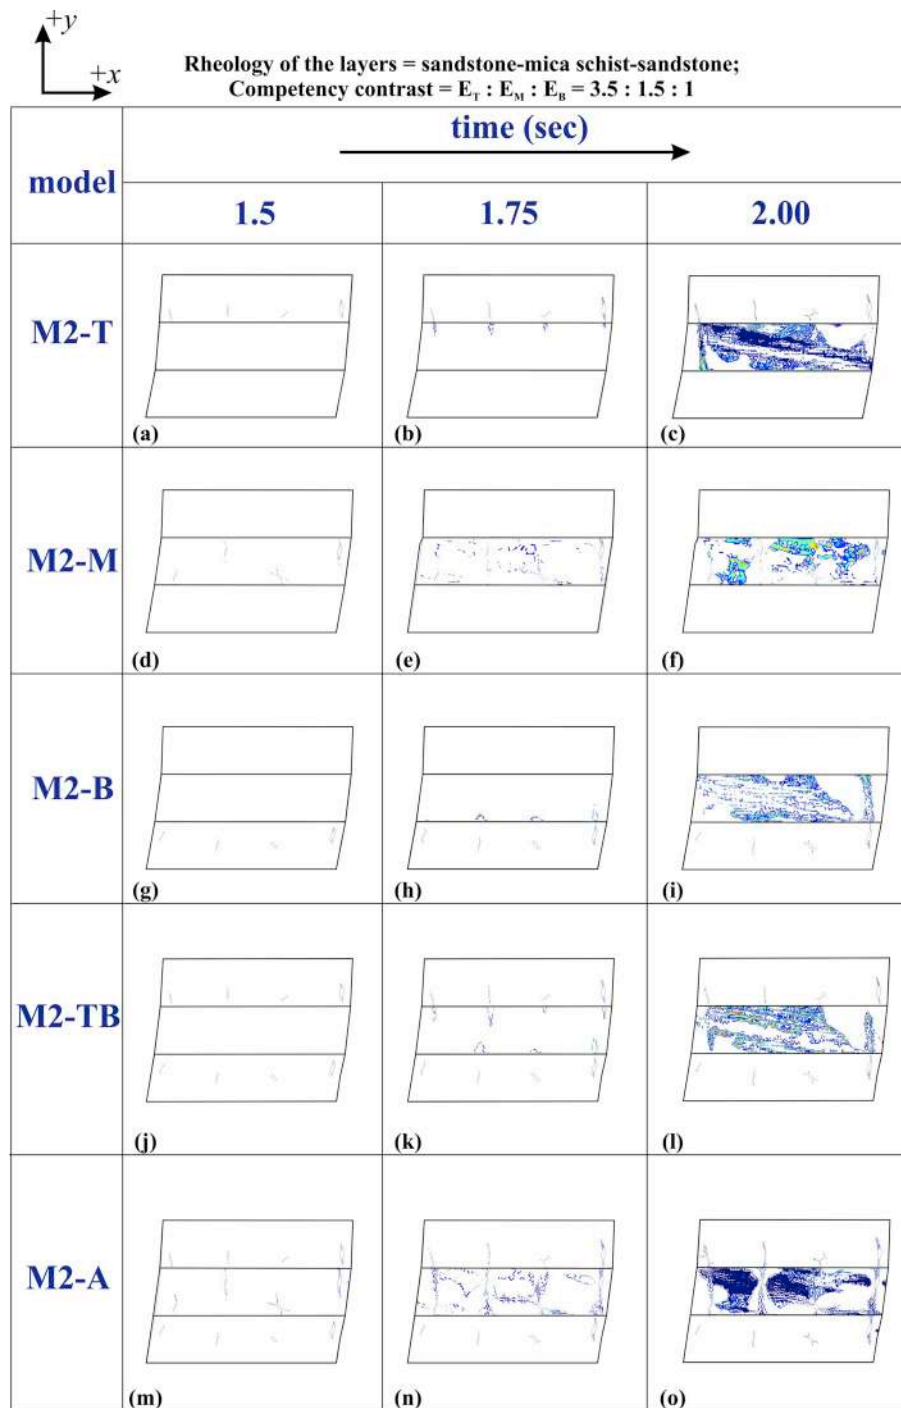 +y
+x
Rheology of the layers = sandstone-mica schist-sandstone;
Competency contrast = E_T : E_M : E_B = 3.5 : 1.5 : 1
model
time (sec)
1.5
1.75
2.00
M2-T
(a)
(b)
(c)
M2-M
(d)
(e)
(f)
M2-B
(g)
(h)
(i)
M2-TB
(j)
(k)
(l)
M2-A
(m)
(n)
(o)